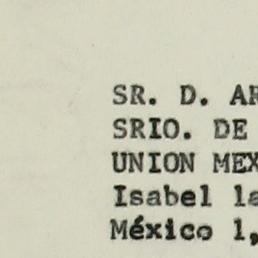 SR. D. AR
SRIO. DE
UNION MEX
Isabel la
México 1,